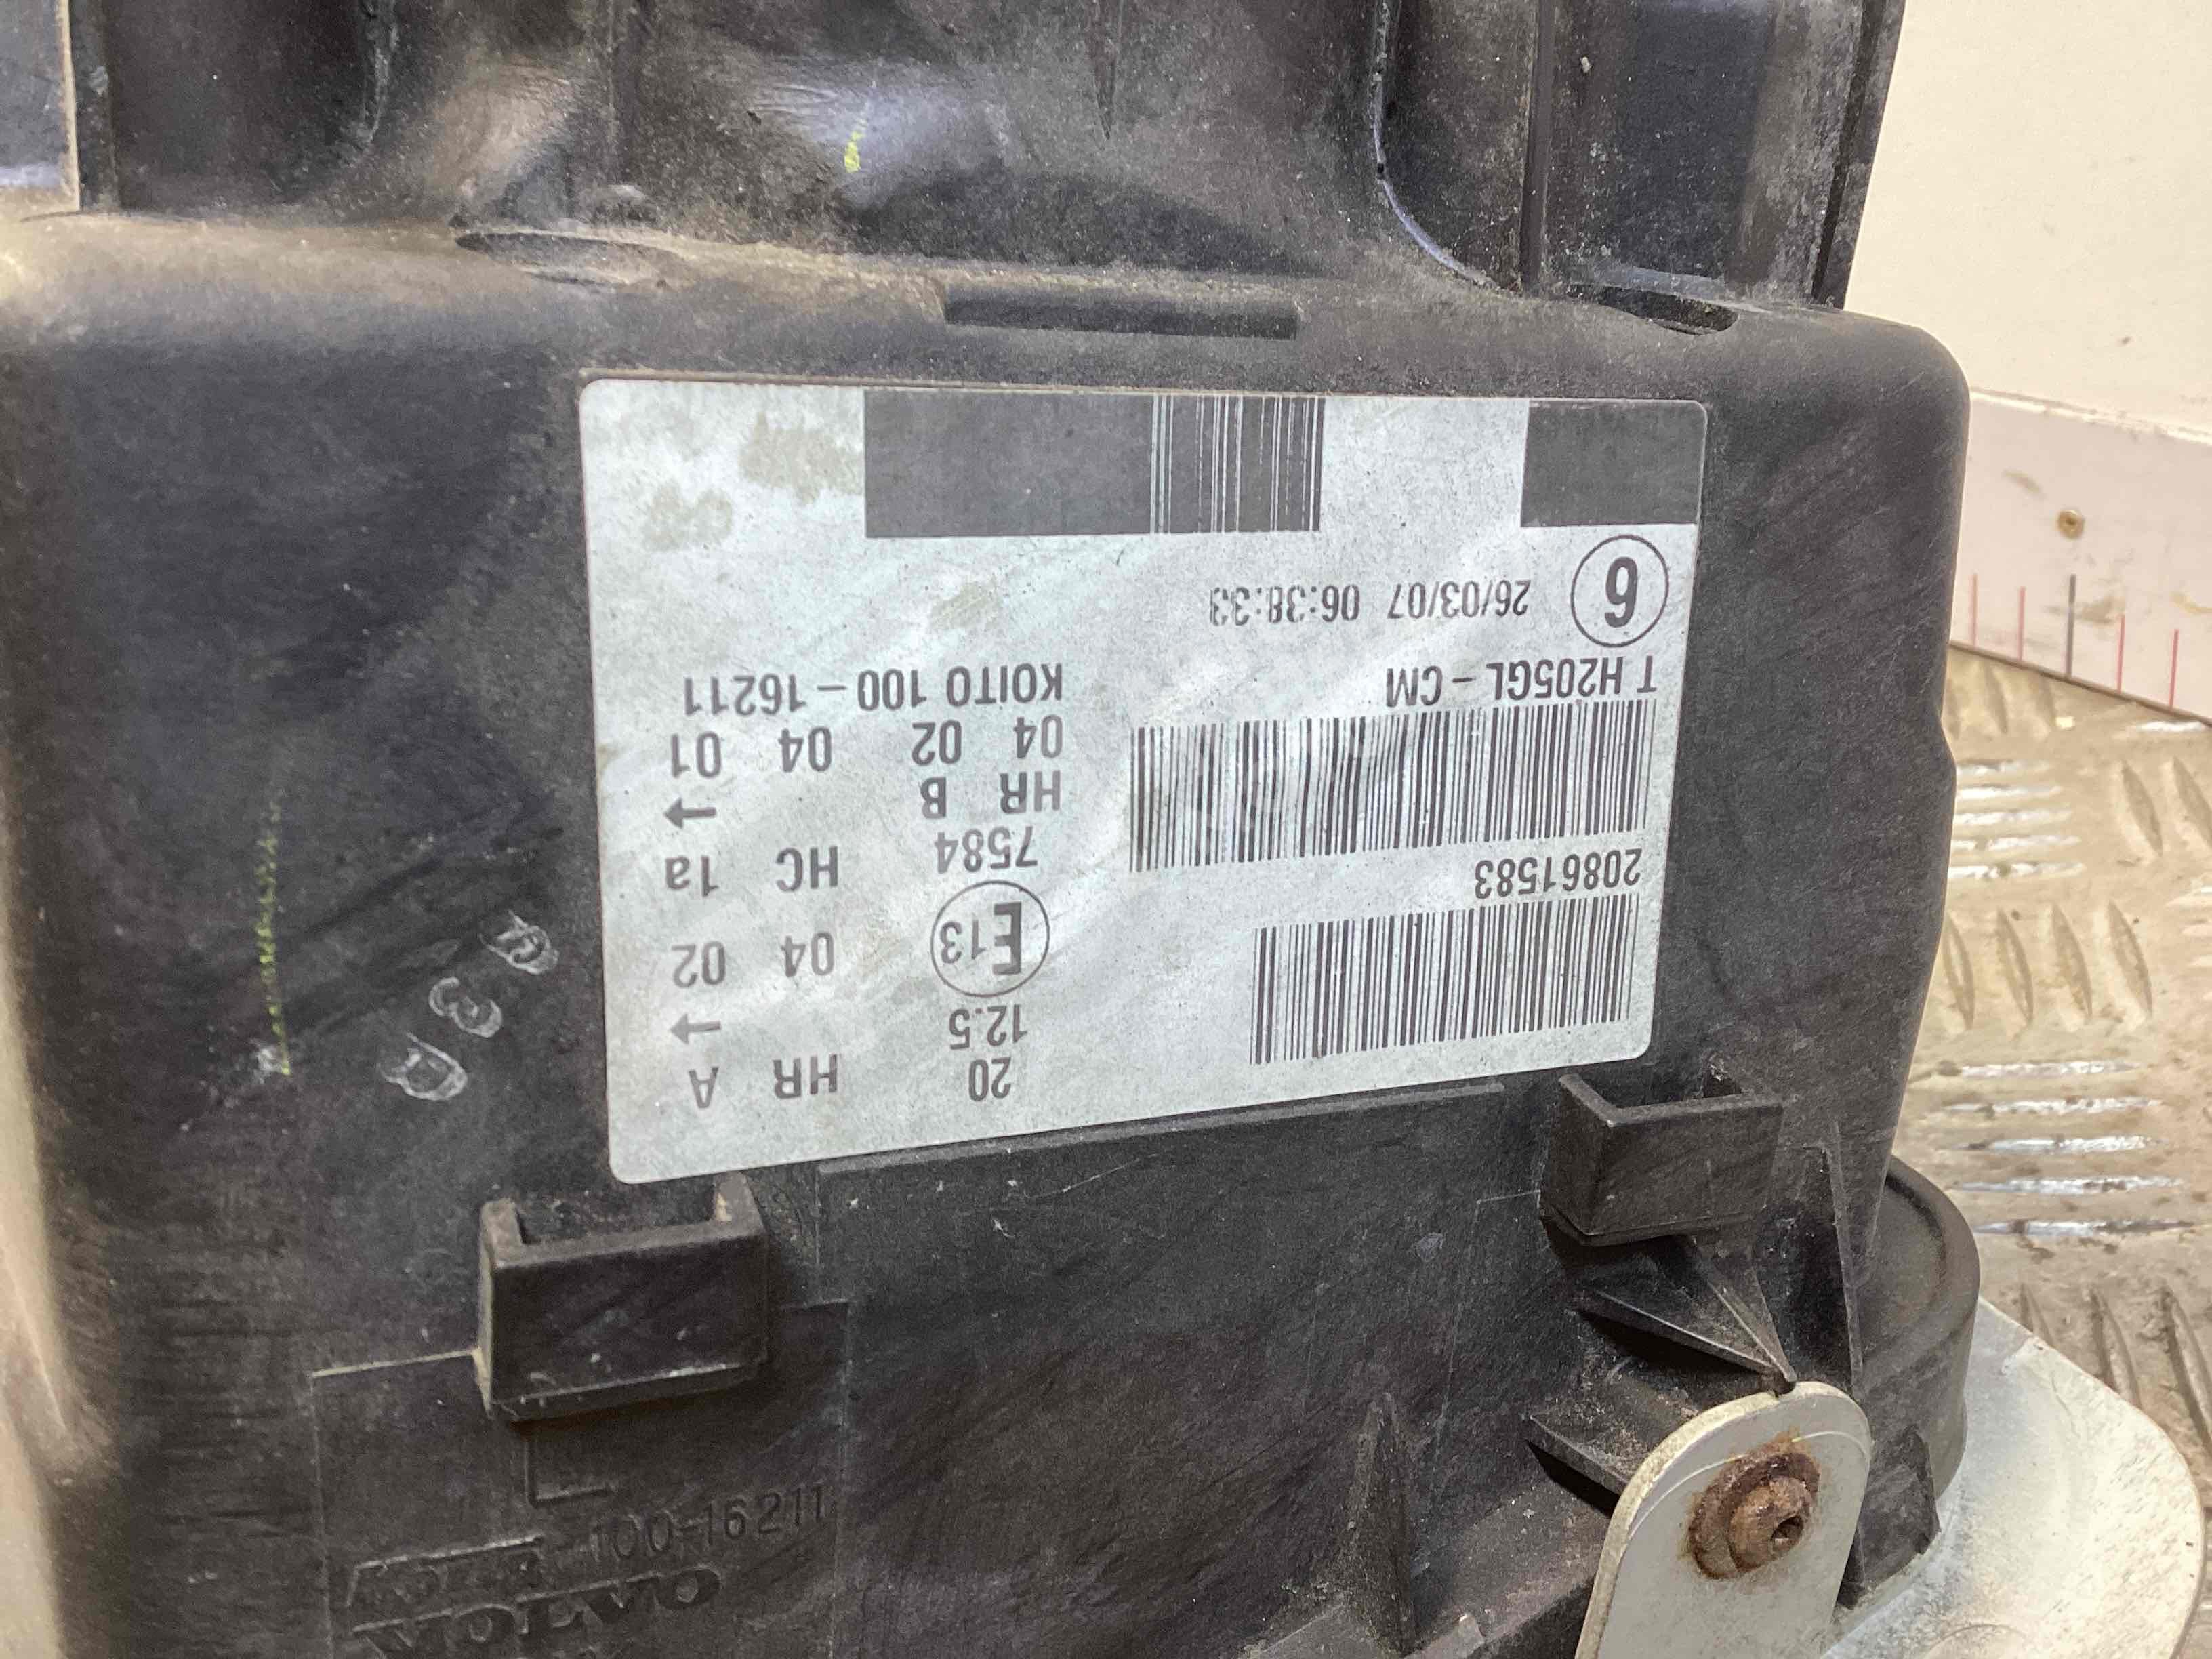 20 HR A
12.5 →
E13 04 02
7584 HC 1a
HR B →
04 02 04 01
KOITO 100-16211
20861583
T H205GL-CM
9 26/03/07 06:38:33
100-16211
VOLVO